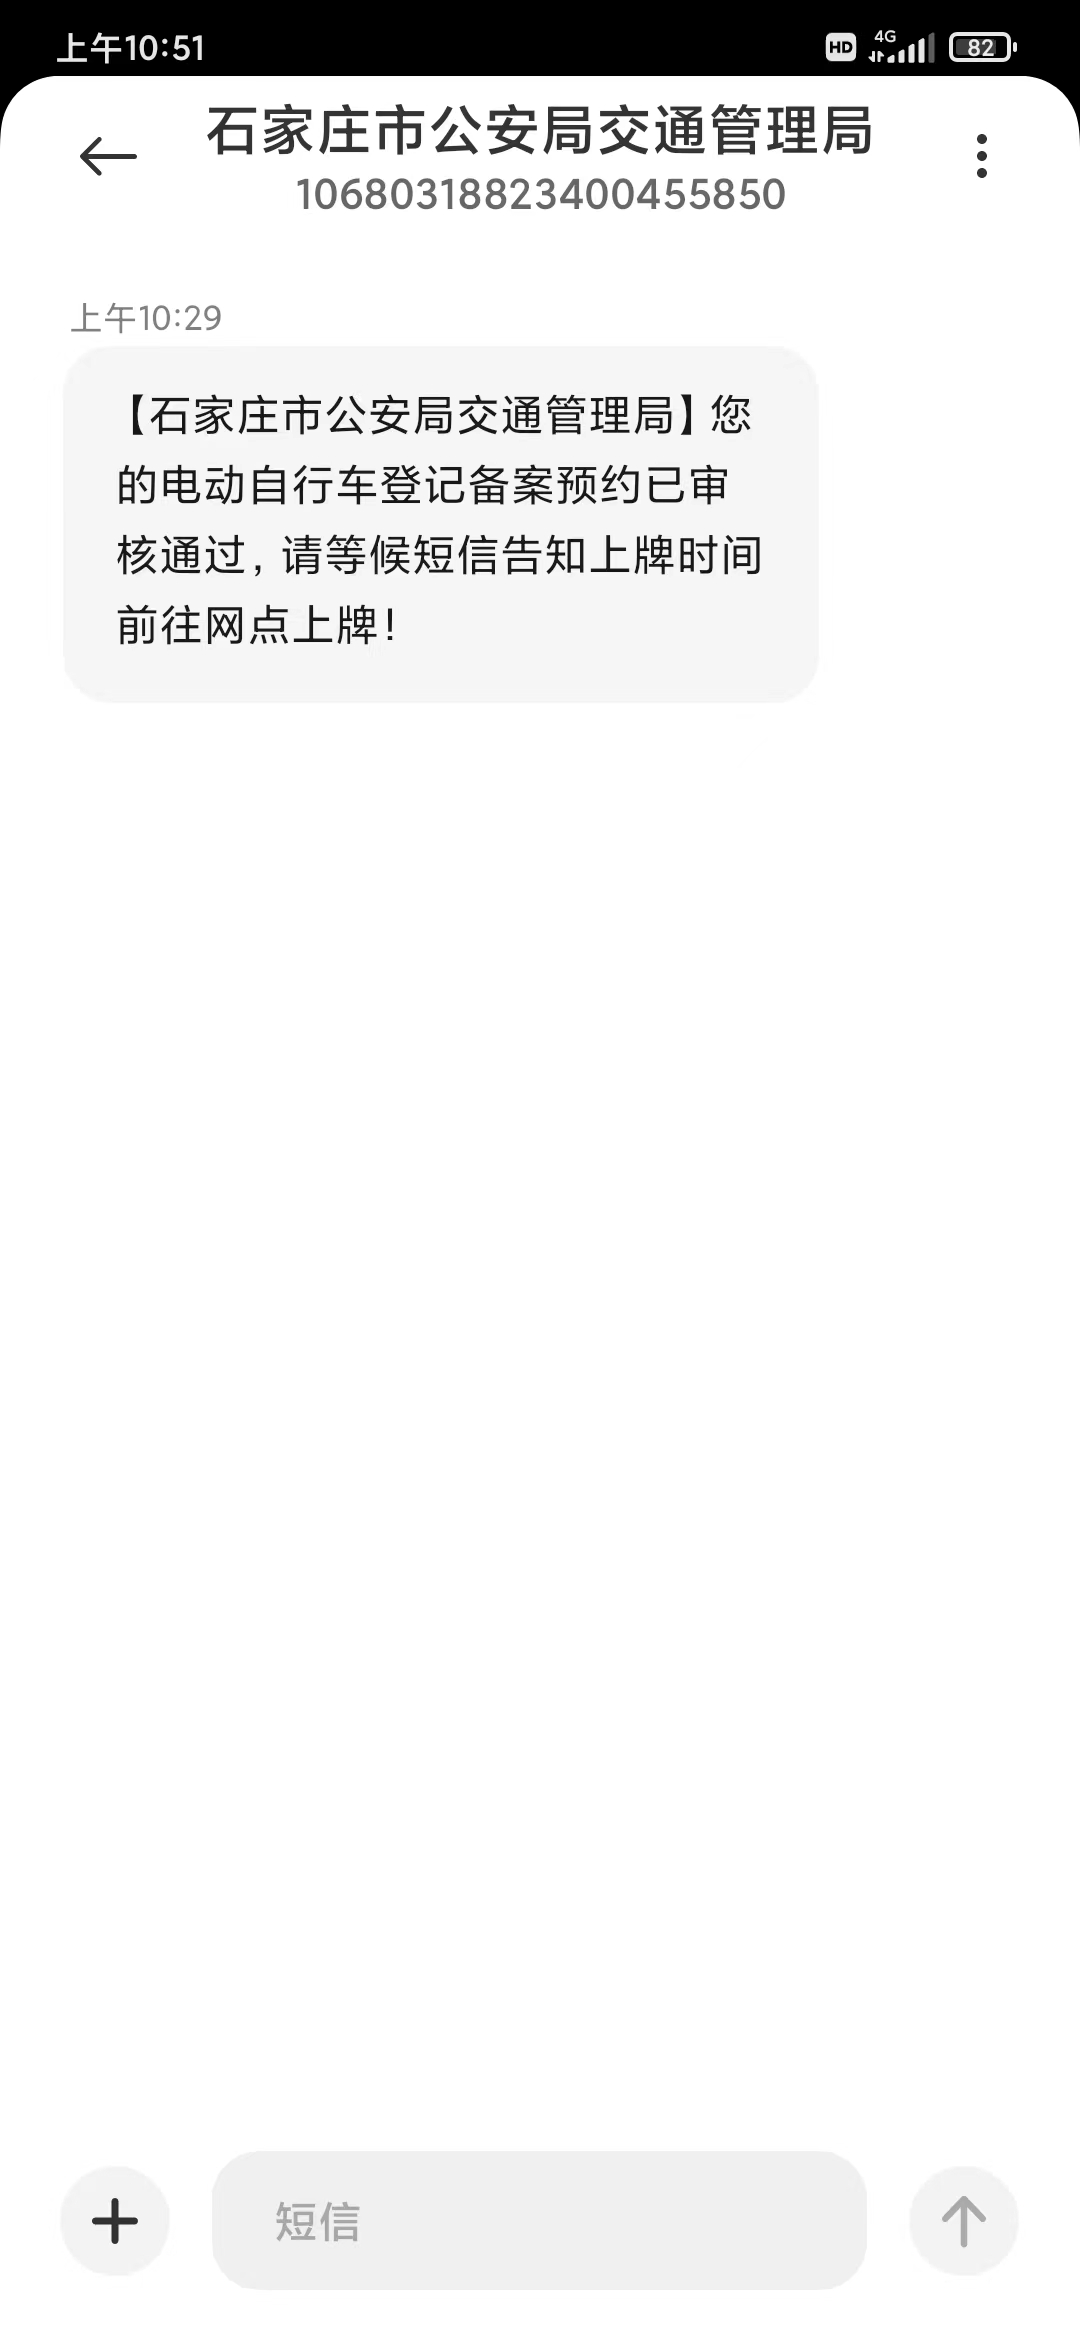 上午10:51
HD
4G
82
石家庄市公安局交通管理局
10680318823400455850
上午10:29
【石家庄市公安局交通管理局】您
的电动自行车登记备案预约已审
核通过,请等候短信告知上牌时间
前往网点上牌!
短信